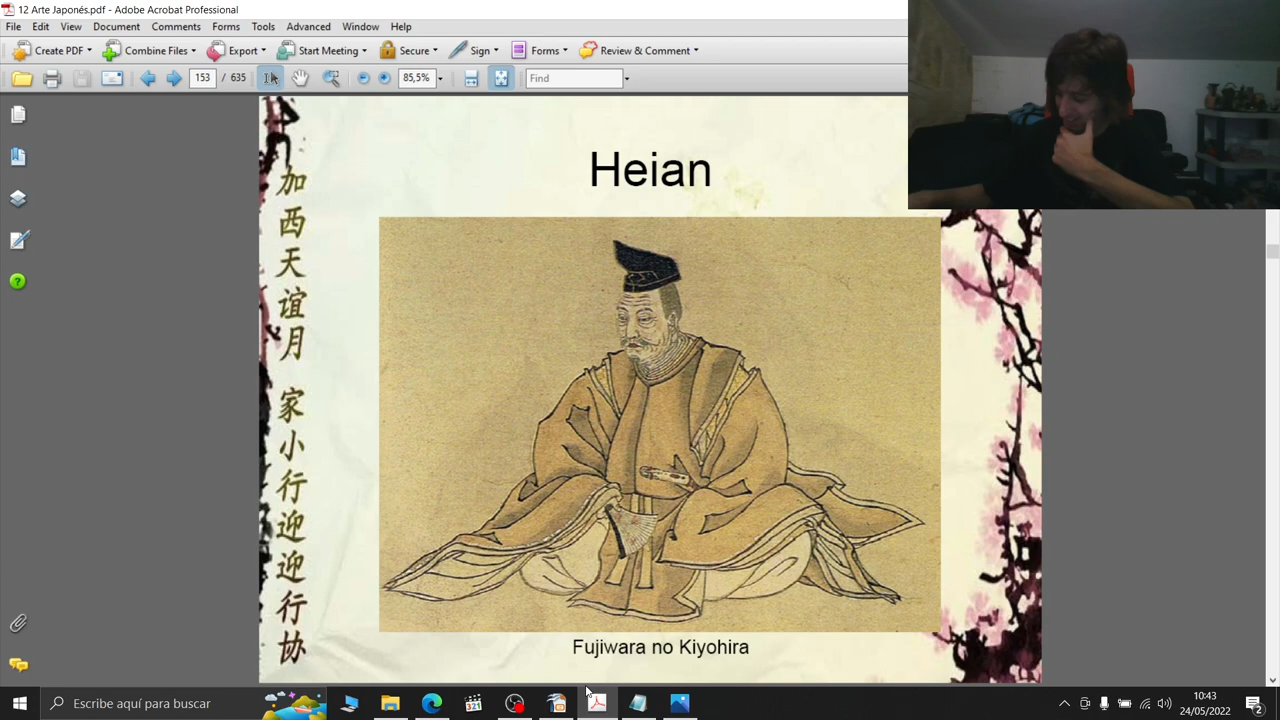 12 Arte Japonés.pdf - Adobe Acrobat Professional
File Edit View Document Comments Forms Tools Advanced Window Help
Create PDF Combine Files Export Start Meeting Secure Sign Forms Review & Comment
153 / 635 85,5% Find
Heian
加
西
天
谊
月
家
小
行
迎
迎
行
协
Fujiwara no Kiyohira
Escribe aquí para buscar
321
10:43
24/05/2022
2